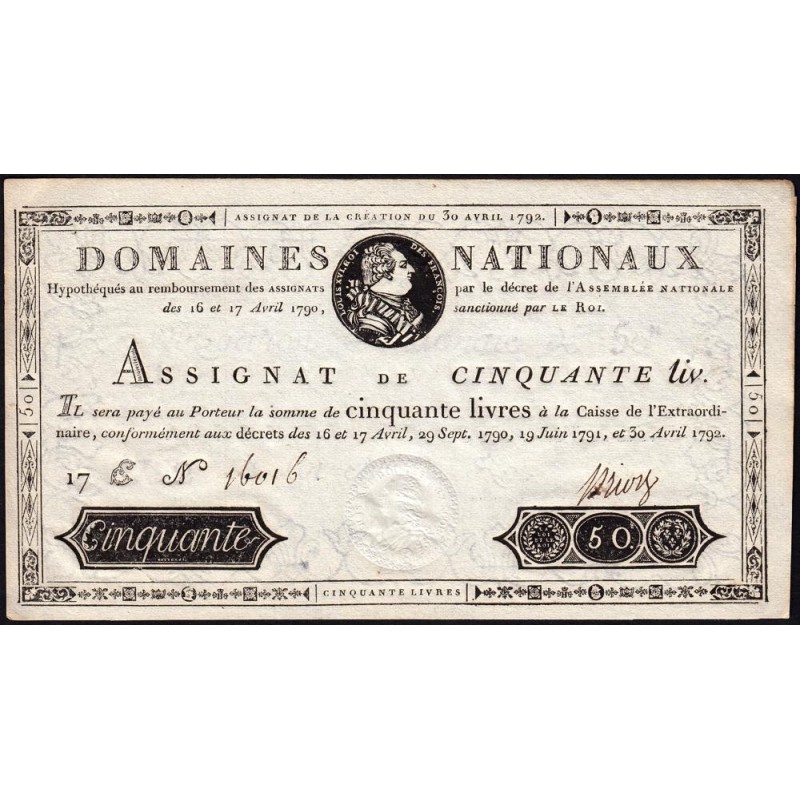 ASSIGNAT DE LA CRÉATION DU 30 AVRIL 1792.
DOMAINES NATIONAUX
LOUIS XVI. ROI DES FRANÇOIS
Hypothéqués au remboursement des ASSIGNATS par le décret de l'ASSEMBLÉE NATIONALE
des 16 et 17 Avril 1790, sanctionné par LE ROI.
ASSIGNAT DE CINQUANTE liv.
IL sera payé au Porteur la somme de cinquante livres à la Caisse de l'Extraordi-
naire, conformément aux décrets des 16 et 17 Avril, 29 Sept. 1790, 19 Juin 1791, et 30 Avril 1792.
50
50
17 C N 16016
Cinquante
50.
CINQUANTE LIVRES